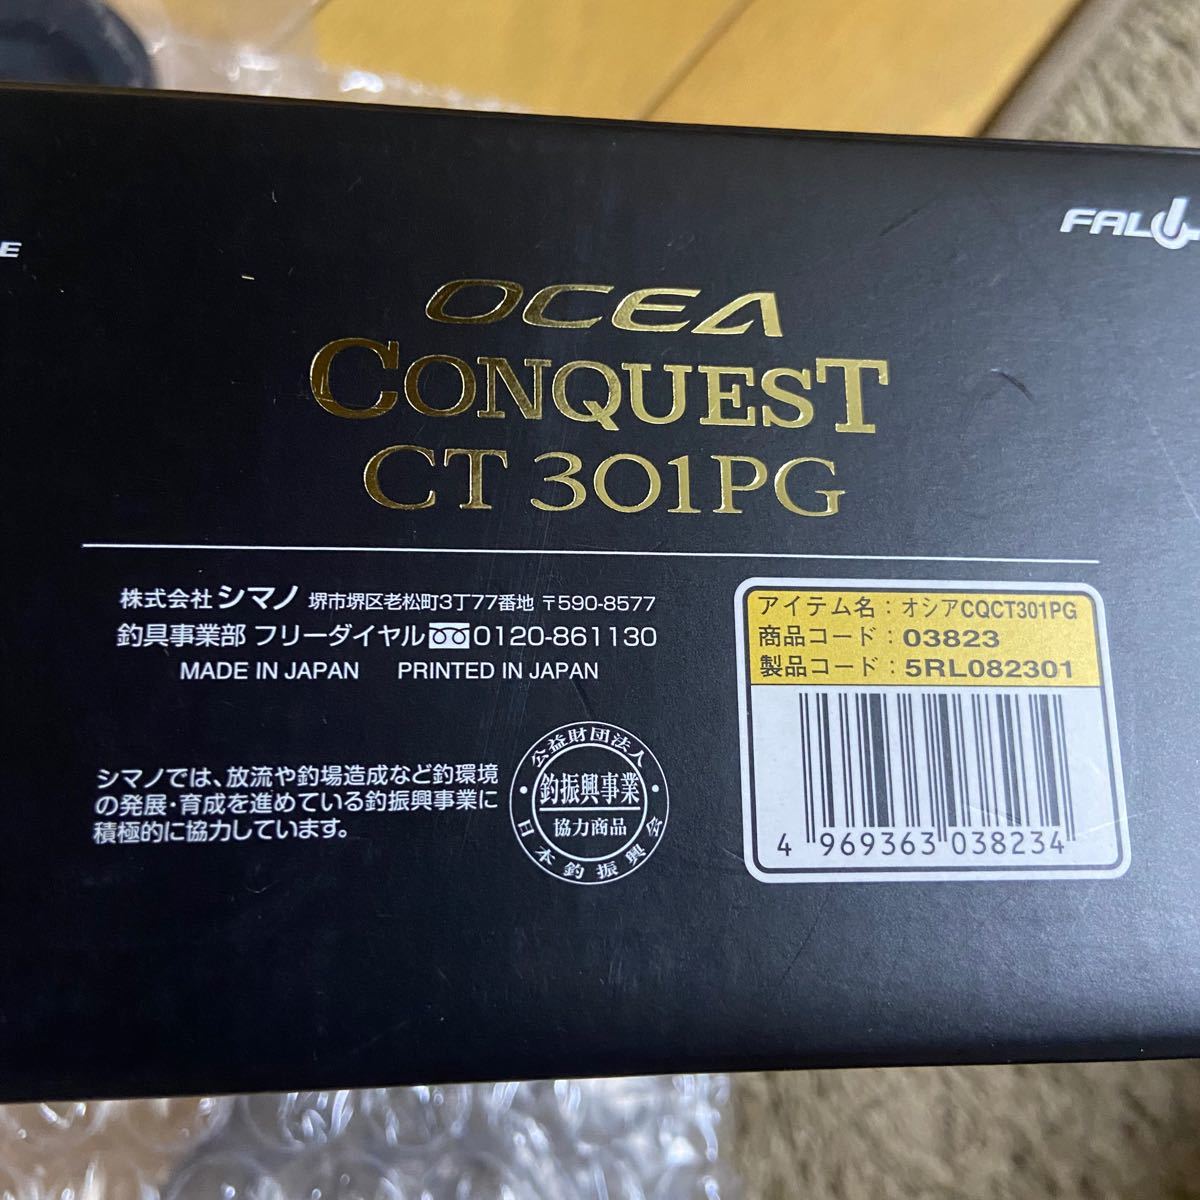 OCEA
CONQUEST
CT 301PG
株式会社 シマノ 堺市堺区老松町3丁77番地 〒590-8577
釣具事業部 フリーダイヤル 0120-861130
MADE IN JAPAN PRINTED IN JAPAN
シマノでは、放流や釣場造成など釣環境
の発展・育成を進めている釣振興事業に
積極的に協力しています。
公益財団法人
釣振興事業
協力商品
日本釣振興会
アイテム名：オシアCQCT301PG
商品コード：03823
製品コード：5RL082301
4 969363 038234